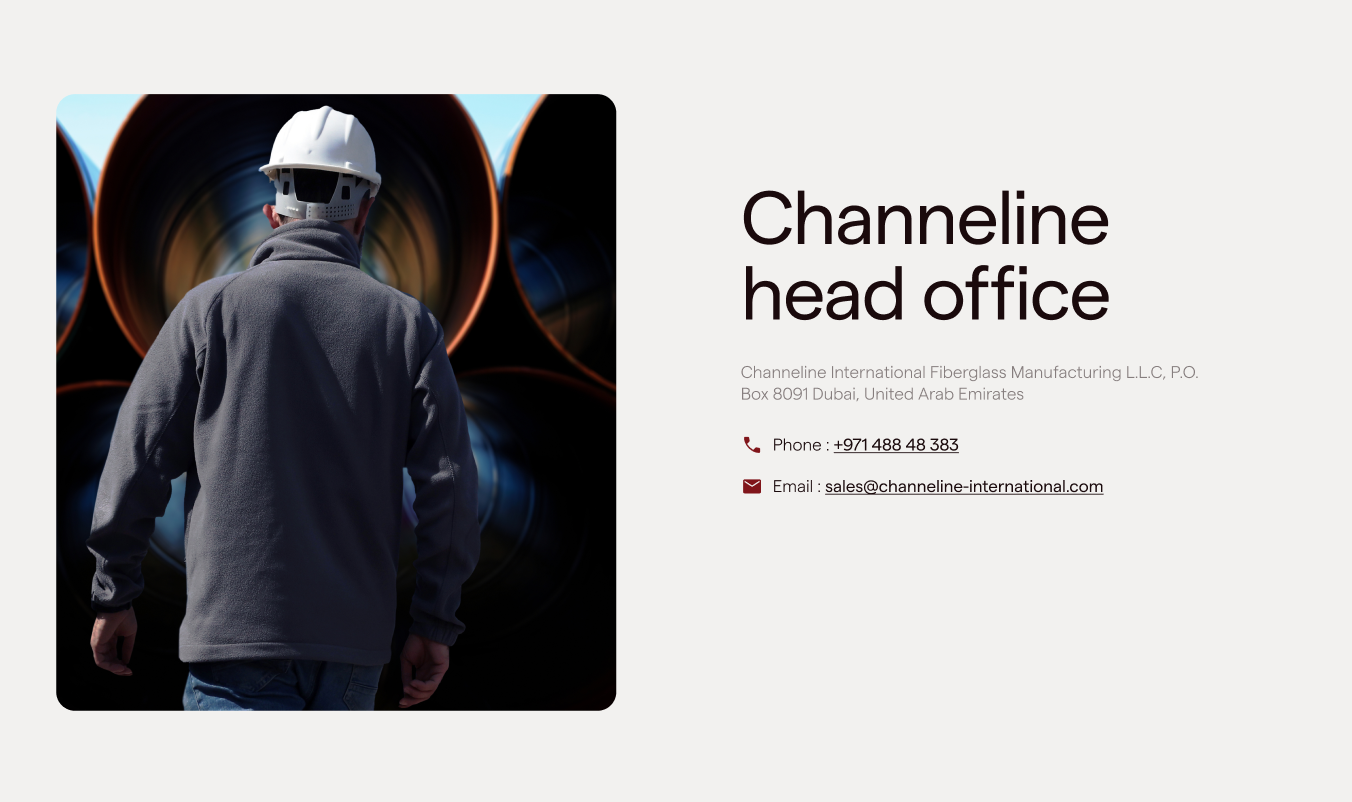 Channeline
head office
Channeline International Fiberglass Manufacturing L.L.C, P.O.
Box 8091 Dubai, United Arab Emirates
Phone : +971 488 48 383
Email : sales@channeline-international.com